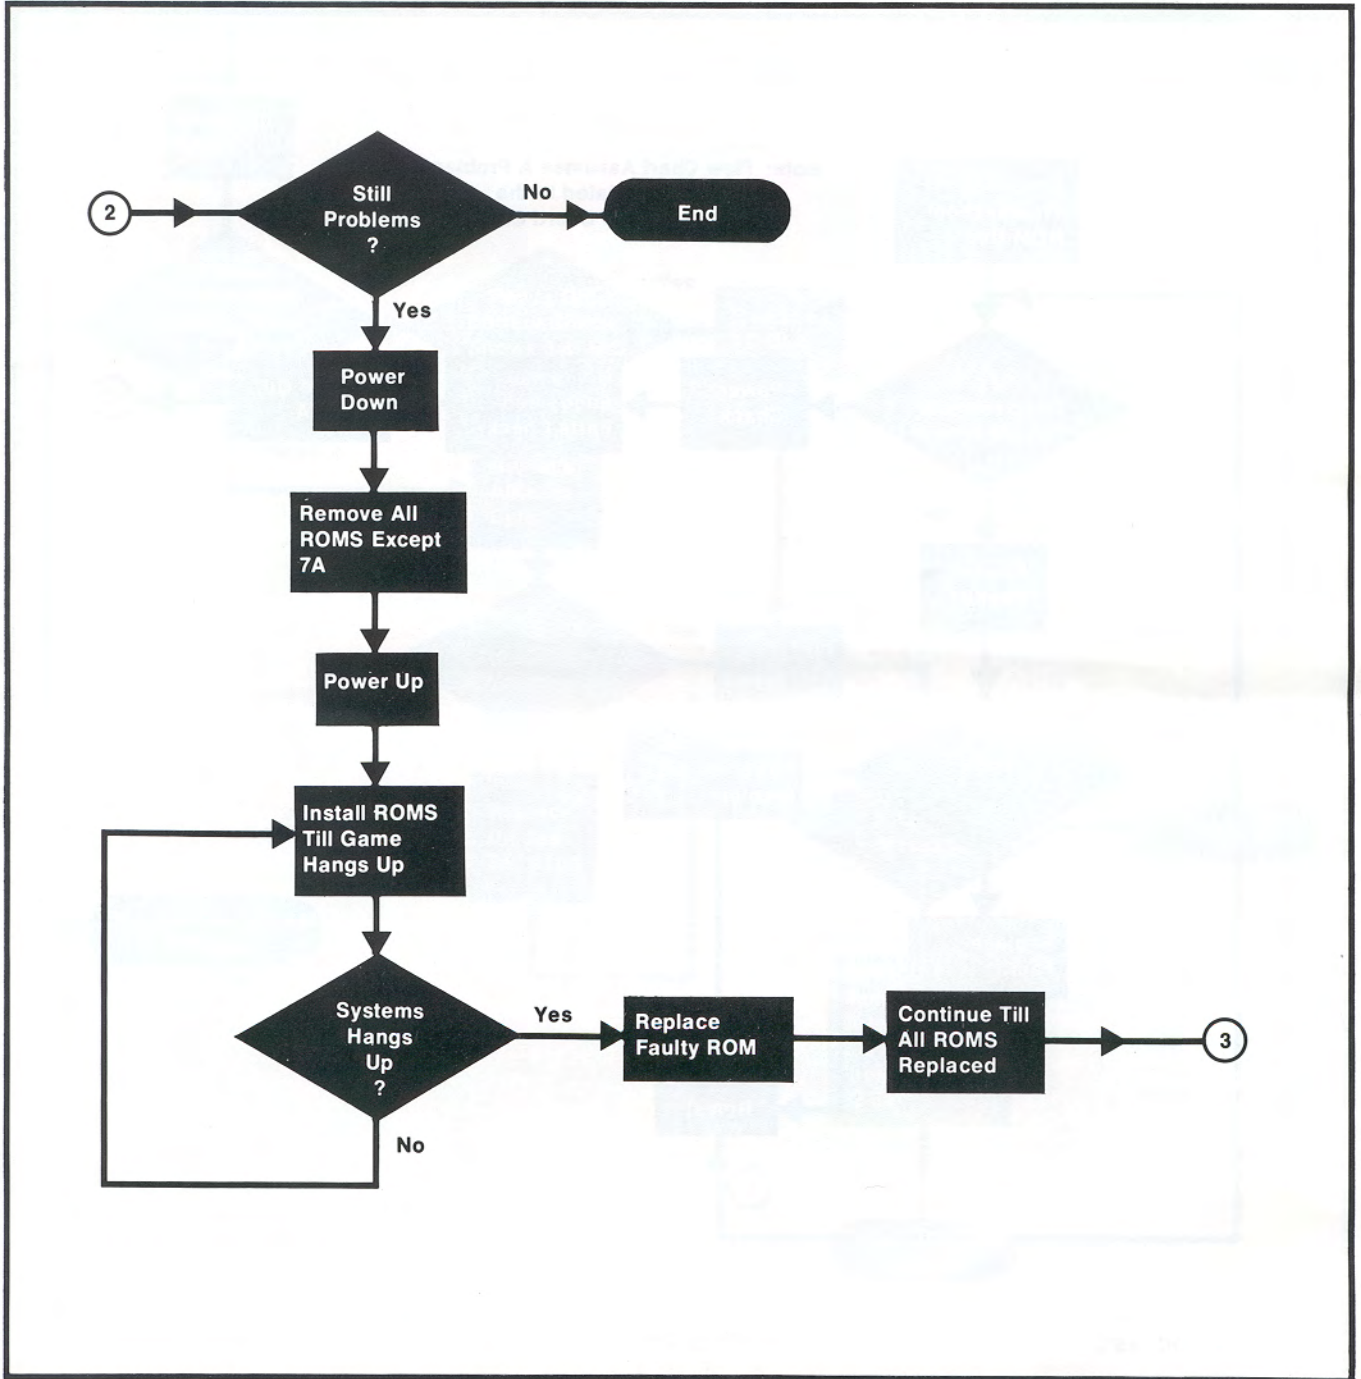 2
Still
Problems
?
No
End
Yes
Power
Down
Remove All
ROMS Except
7A
Power Up
Install ROMS
Till Game
Hangs Up
Systems
Hangs
Up
?
Yes
Replace
Faulty ROM
Continue Till
All ROMS
Replaced
3
No